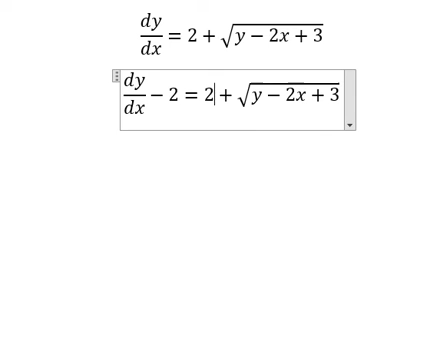 dy/dx = 2 + √(y − 2x + 3)
dy/dx − 2 = 2 + √(y − 2x + 3)